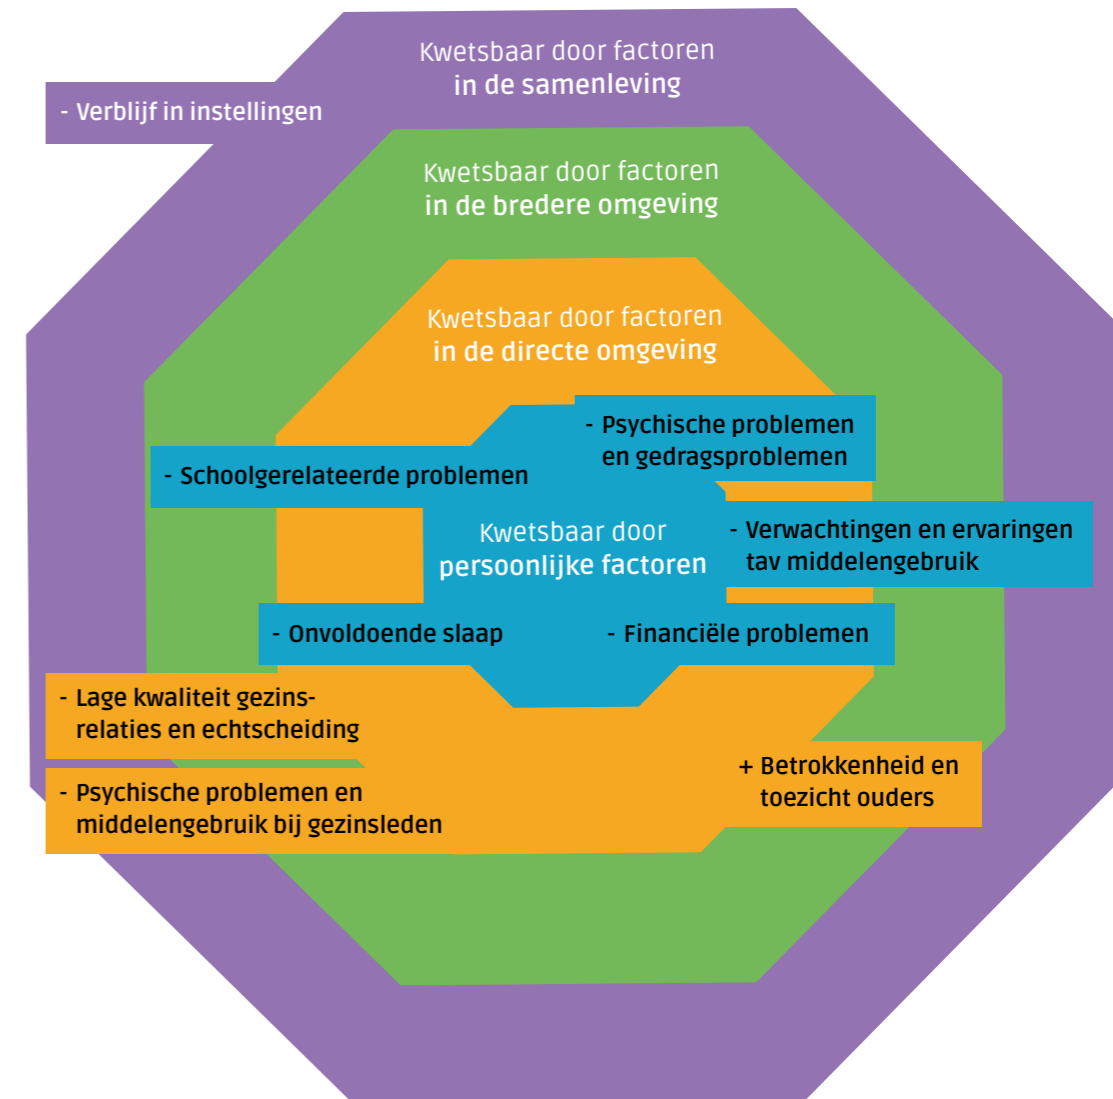 Kwetsbaar door factoren
in de samenleving
- Verblijf in instellingen
Kwetsbaar door factoren
in de bredere omgeving
Kwetsbaar door factoren
in de directe omgeving
- Psychische problemen
en gedragsproblemen
- Schoolgerelateerde problemen
Kwetsbaar door
persoonlijke factoren
- Verwachtingen en ervaringen
tav middelengebruik
- Onvoldoende slaap
- Financiële problemen
- Lage kwaliteit gezins-
relaties en echtscheiding
- Psychische problemen en
middelengebruik bij gezinsleden
+ Betrokkenheid en
toezicht ouders